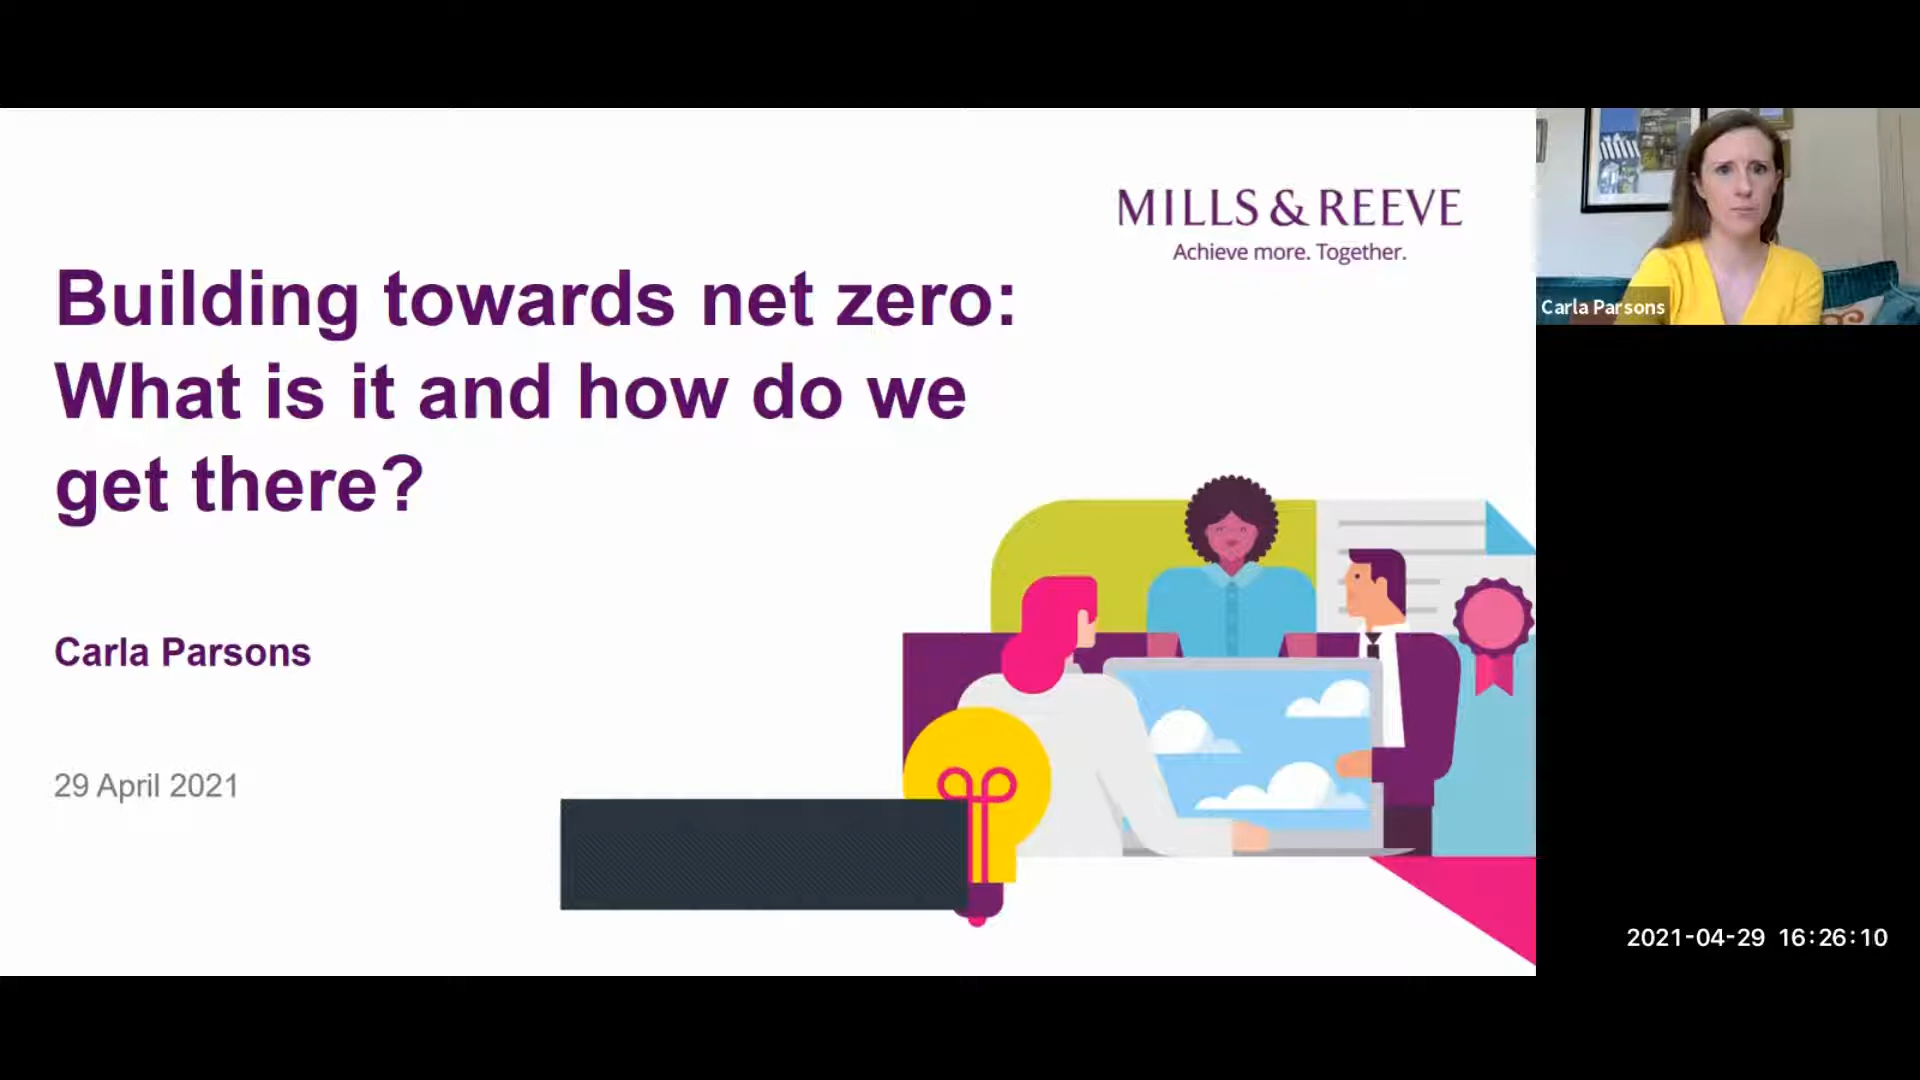 MILLS & REEVE
Achieve more. Together.
Building towards net zero:
What is it and how do we
get there?
Carla Parsons
29 April 2021
Carla Parsons
2021-04-29 16:26:10